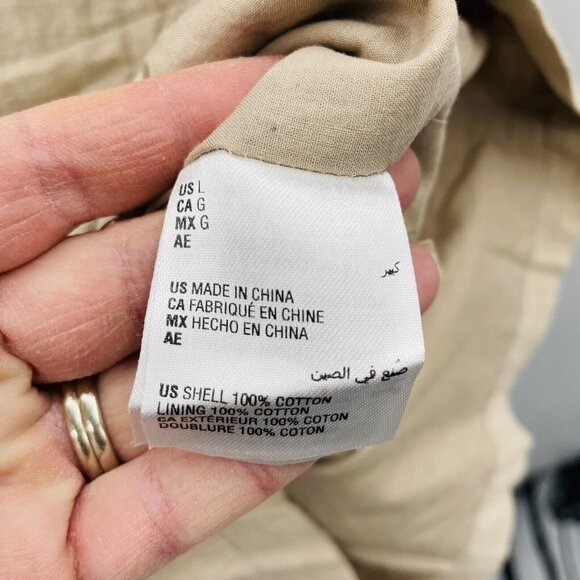 US L
CA G
MX G
AE
كبير
US MADE IN CHINA
CA FABRIQUÉ EN CHINE
MX HECHO EN CHINA
AE
صُنع في الصين
US SHELL 100% COTTON
LINING 100% COTTON
CA EXTÉRIEUR 100% COTON
DOUBLURE 100% COTON